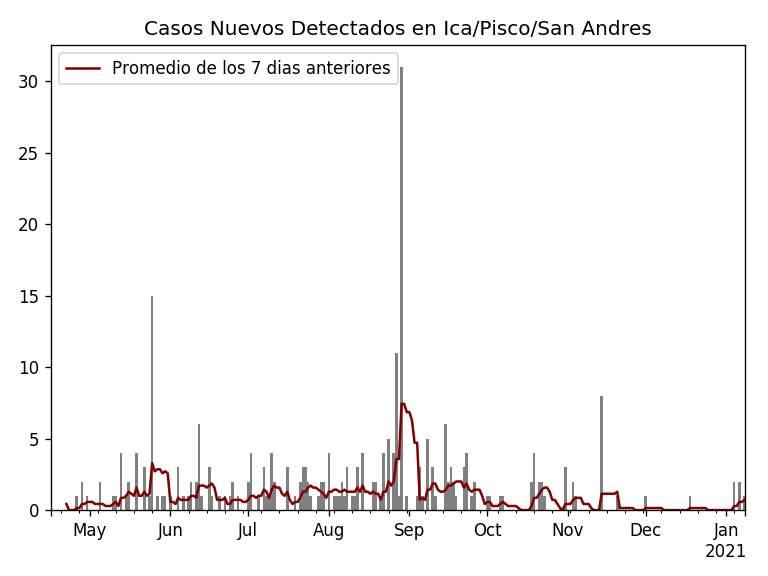 Casos Nuevos Detectados en Ica/Pisco/San Andres
Promedio de los 7 dias anteriores
30
25
20
15
10
5
0
May Jun Jul Aug Sep Oct Nov Dec Jan
2021